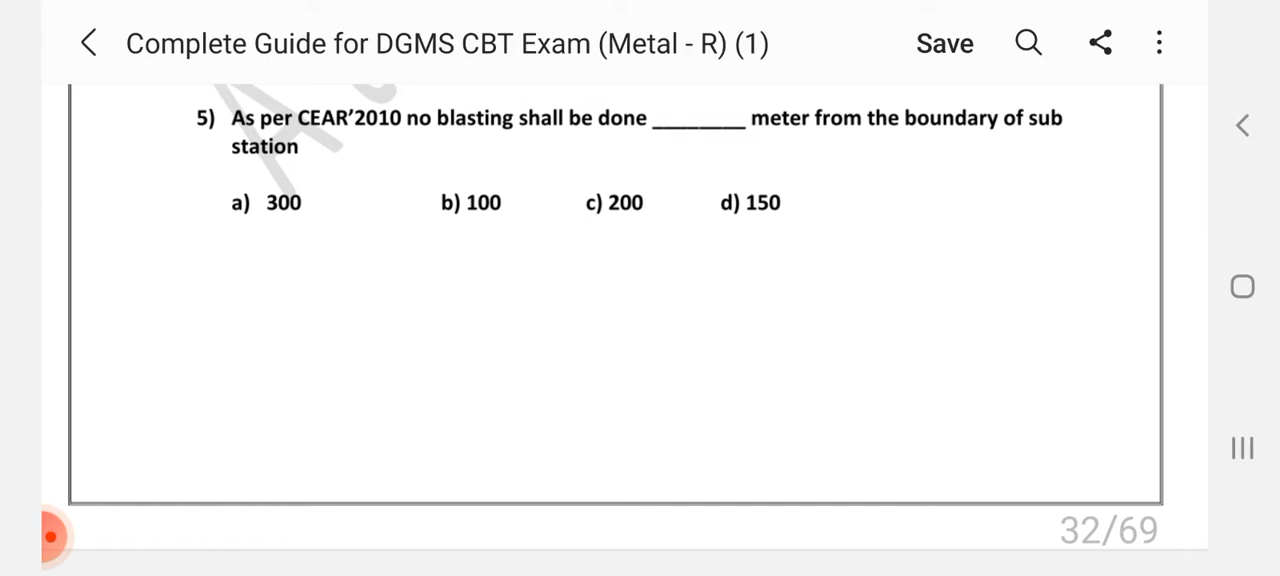 Complete Guide for DGMS CBT Exam (Metal - R) (1) Save
5) As per CEAR'2010 no blasting shall be done ________ meter from the boundary of sub
station
a) 300 b) 100 c) 200 d) 150
32/69